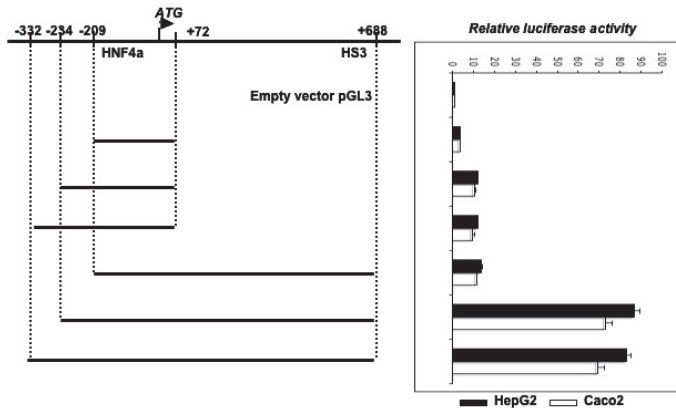 ATG
-332 -234 -209 +72 +688
HNF4a HS3
Empty vector pGL3
Relative luciferase activity
0 10 20 30 40 50 60 70 80 90 100
HepG2 Caco2